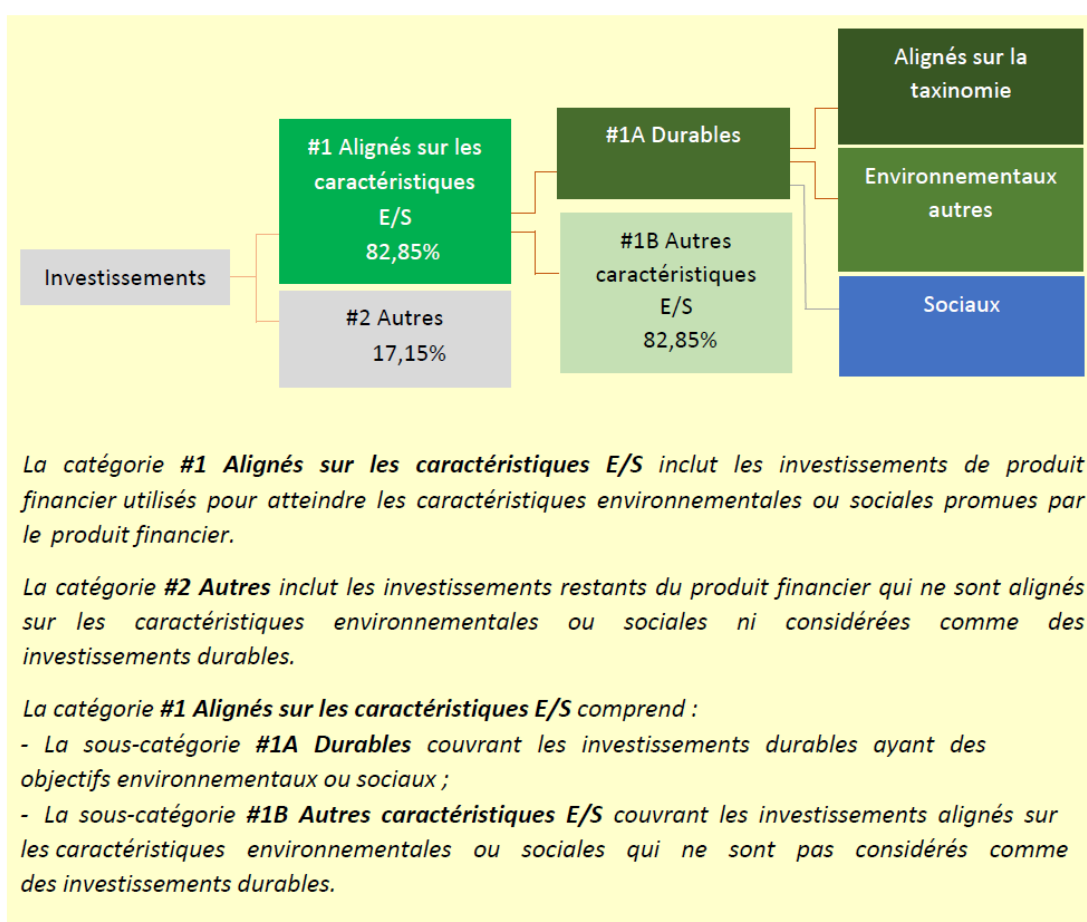 Investissements
#1 Alignés sur les
caractéristiques
E/S
82,85%
#2 Autres
17,15%
#1A Durables
#1B Autres
caractéristiques
E/S
82,85%
Alignés sur la
taxinomie
Environnementaux
autres
Sociaux
La catégorie #1 Alignés sur les caractéristiques E/S inclut les investissements de produit
financier utilisés pour atteindre les caractéristiques environnementales ou sociales promues par
le produit financier.
La catégorie #2 Autres inclut les investissements restants du produit financier qui ne sont alignés
sur les caractéristiques environnementales ou sociales ni considérées comme des
investissements durables.
La catégorie #1 Alignés sur les caractéristiques E/S comprend :
- La sous-catégorie #1A Durables couvrant les investissements durables ayant des
objectifs environnementaux ou sociaux ;
- La sous-catégorie #1B Autres caractéristiques E/S couvrant les investissements alignés sur
les caractéristiques environnementales ou sociales qui ne sont pas considérés comme
des investissements durables.